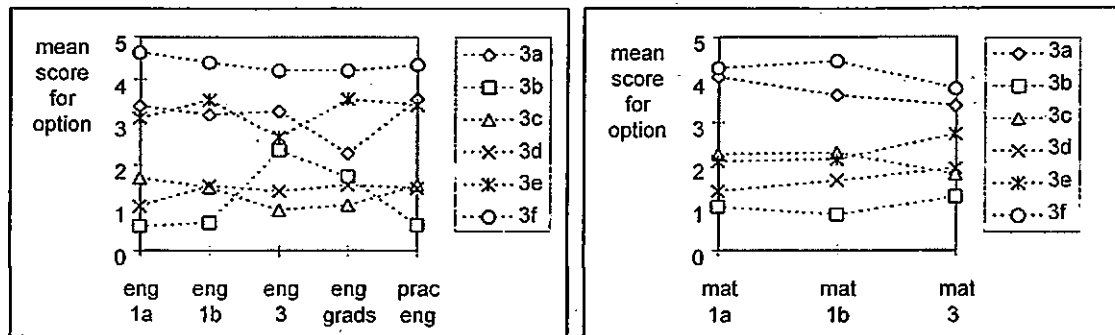 mean
score
for
option
5
4
3
2
1
0
eng
1a
eng
1b
eng
3
eng
grads
prac
eng
3a
3b
3c
3d
3e
3f
mean
score
for
option
5
4
3
2
1
0
mat
1a
mat
1b
mat
3
3a
3b
3c
3d
3e
3f